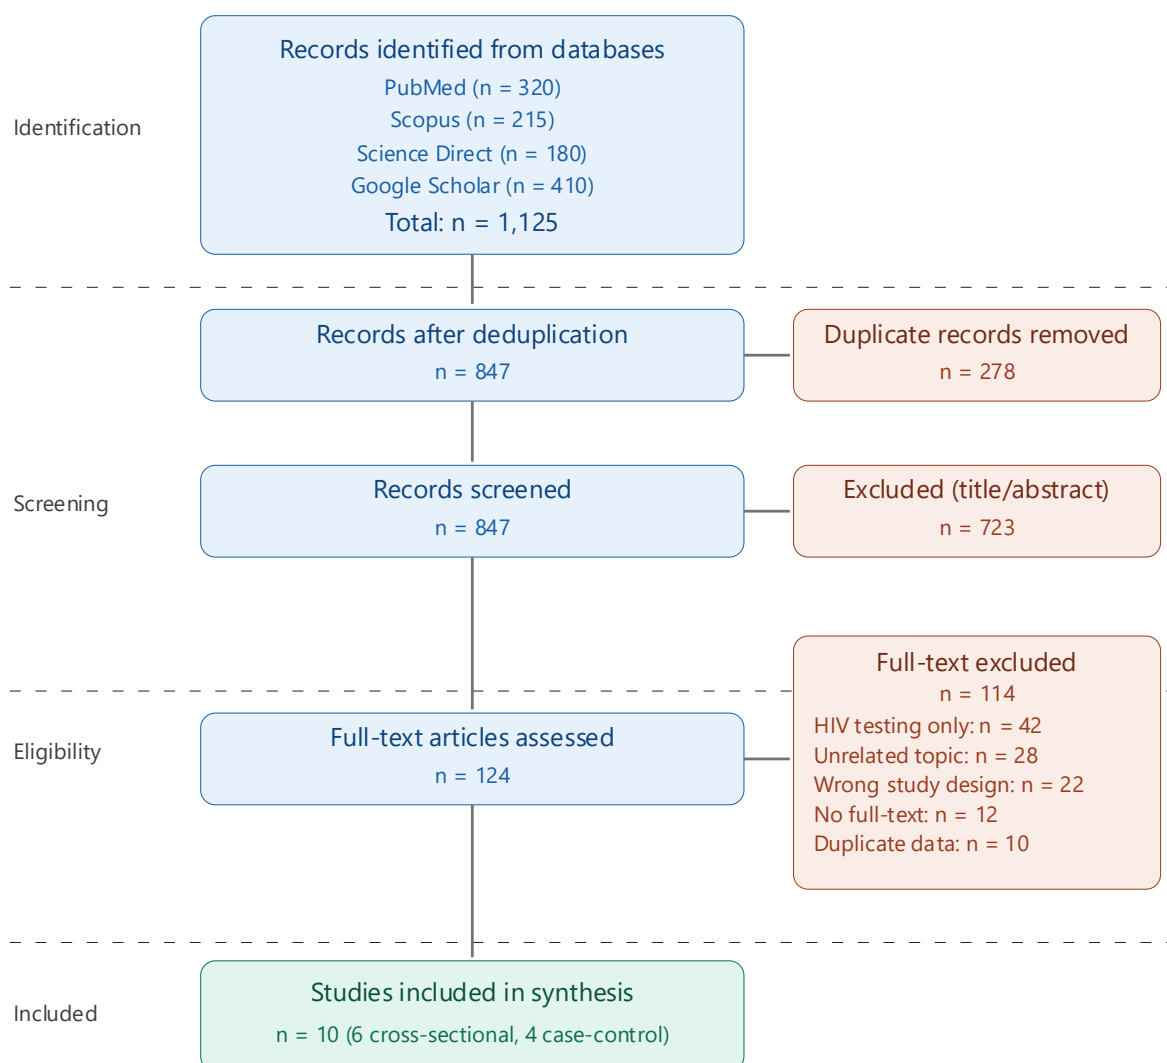 Identification
Records identified from databases
PubMed (n = 320)
Scopus (n = 215)
Science Direct (n = 180)
Google Scholar (n = 410)
Total: n = 1,125
Records after deduplication
n = 847
Duplicate records removed
n = 278
Screening
Records screened
n = 847
Excluded (title/abstract)
n = 723
Eligibility
Full-text articles assessed
n = 124
Full-text excluded
n = 114
HIV testing only: n = 42
Unrelated topic: n = 28
Wrong study design: n = 22
No full-text: n = 12
Duplicate data: n = 10
Included
Studies included in synthesis
n = 10 (6 cross-sectional, 4 case-control)